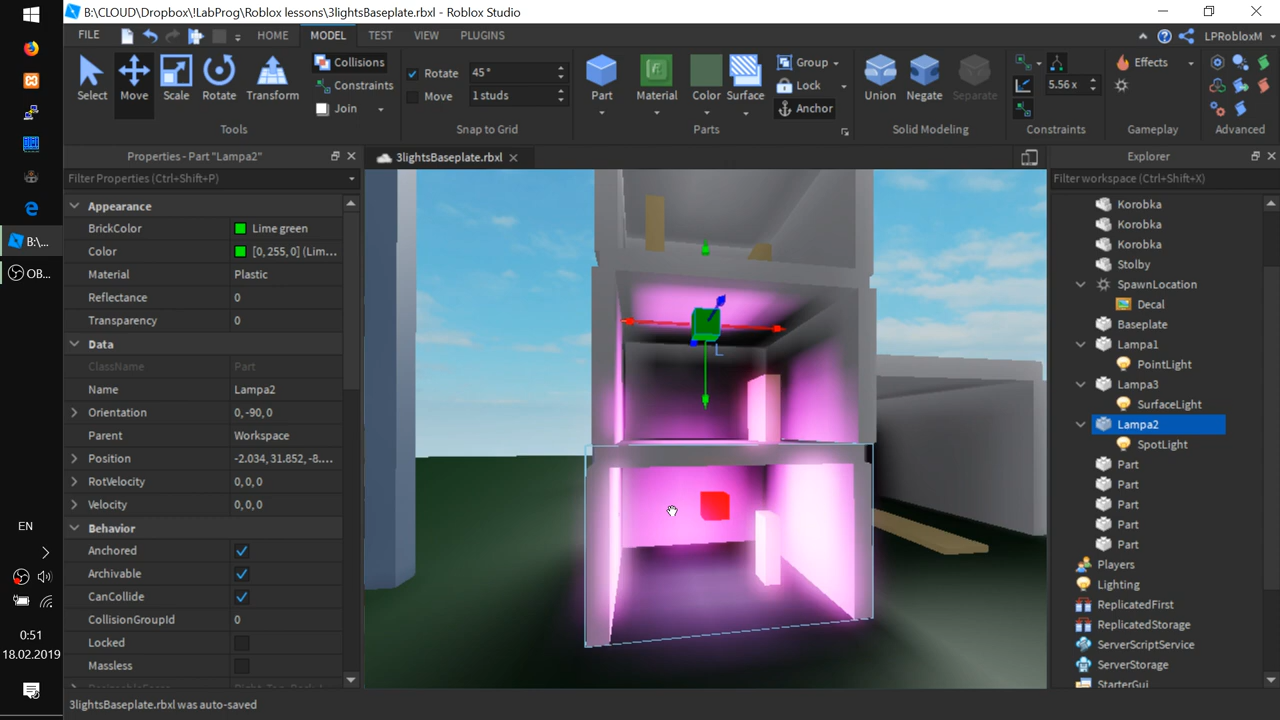 B:\CLOUD\Dropbox\!LabProg\Roblox lessons\3lightsBaseplate.rbxl - Roblox Studio
FILE HOME MODEL TEST VIEW PLUGINS LPRobloxM
Select Move Scale Rotate Transform
Collisions
Constraints
Join
Tools
Rotate 45°
Move 1 studs
Snap to Grid
Part Material Color Surface
Group
Lock
Anchor
Parts
Union Negate Separate
Solid Modeling
5.56 x
Constraints
Effects
Gameplay
Advanced
Properties - Part "Lampa2"
Filter Properties (Ctrl+Shift+P)
Appearance
BrickColor Lime green
Color [0,255, 0] (Lim...
Material Plastic
Reflectance 0
Transparency 0
Data
ClassName Part
Name Lampa2
Orientation 0, -90, 0
Parent Workspace
Position -2.034, 31.852, -8....
RotVelocity 0, 0, 0
Velocity 0, 0, 0
Behavior
Anchored
Archivable
CanCollide
CollisionGroupId 0
Locked
Massless
3lightsBaseplate.rbxl
L
Explorer
Filter workspace (Ctrl+Shift+X)
Korobka
Korobka
Korobka
Stolby
SpawnLocation
Decal
Baseplate
Lampa1
PointLight
Lampa3
SurfaceLight
Lampa2
SpotLight
Part
Part
Part
Part
Part
Players
Lighting
ReplicatedFirst
ReplicatedStorage
ServerScriptService
ServerStorage
StarterGui
B:\...
OB...
EN
0:51
18.02.2019
3lightsBaseplate.rbxl was auto-saved